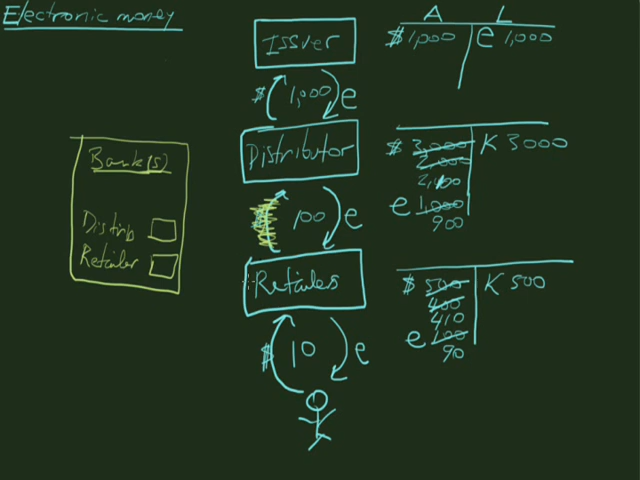 Electronic money
Issuer
A L
$ 1,000 e 1,000
$ 1,000 e
Distributor
$ 3,000 K 3000
2,000
2,100
e 1,000
900
Bank(s)
Distrib
Retailer
$ 100 e
Retailes
$ 500 K 500
400
410
e 100
90
$ 10 e